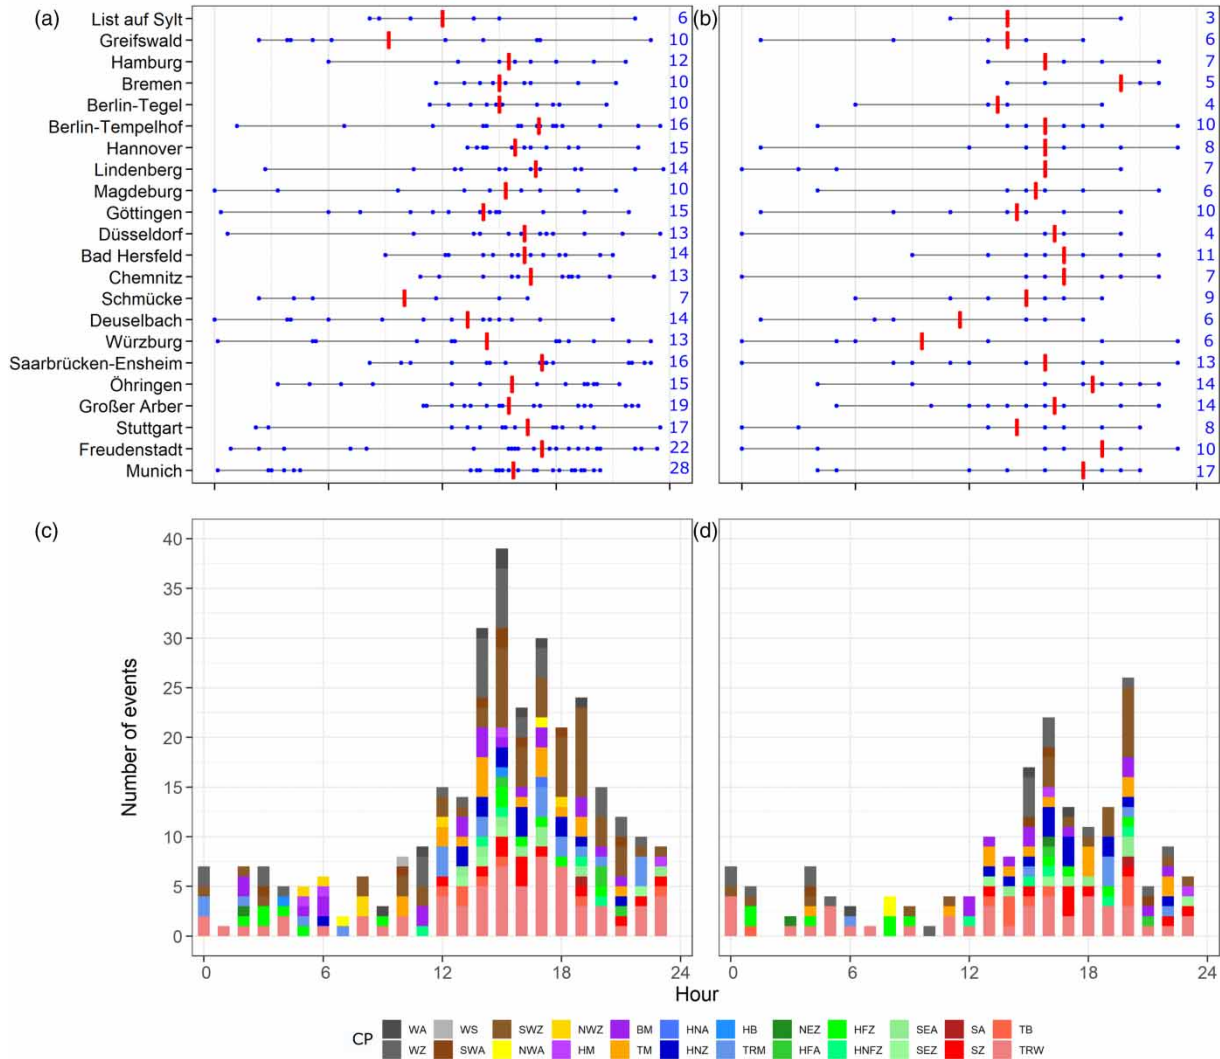 (a)
(b)
List auf Sylt 6 3
Greifswald 10 6
Hamburg 12 7
Bremen 10 5
Berlin-Tegel 10 4
Berlin-Tempelhof 16 10
Hannover 15 8
Lindenberg 14 7
Magdeburg 10 6
Göttingen 15 10
Düsseldorf 13 4
Bad Hersfeld 14 11
Chemnitz 13 7
Schmücke 7 9
Deuselbach 14 6
Würzburg 13 6
Saarbrücken-Ensheim 16 13
Öhringen 15 14
Großer Arber 19 14
Stuttgart 17 8
Freudenstadt 22 10
Munich 28 17
(c)
(d)
Number of events
40
35
30
25
20
15
10
5
0
0 6 12 18 24 0 6 12 18 24
Hour
CP
WA WS SWZ NWZ BM HNA HB NEZ HFZ SEA SA TB
WZ SWA NWA HM TM HNZ TRM HFA HNFZ SEZ SZ TRW